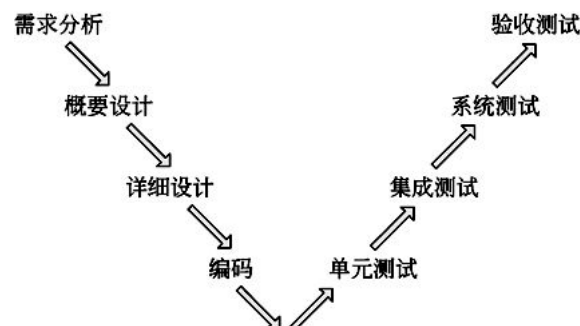 需求分析
验收测试
概要设计
系统测试
详细设计
集成测试
编码
单元测试